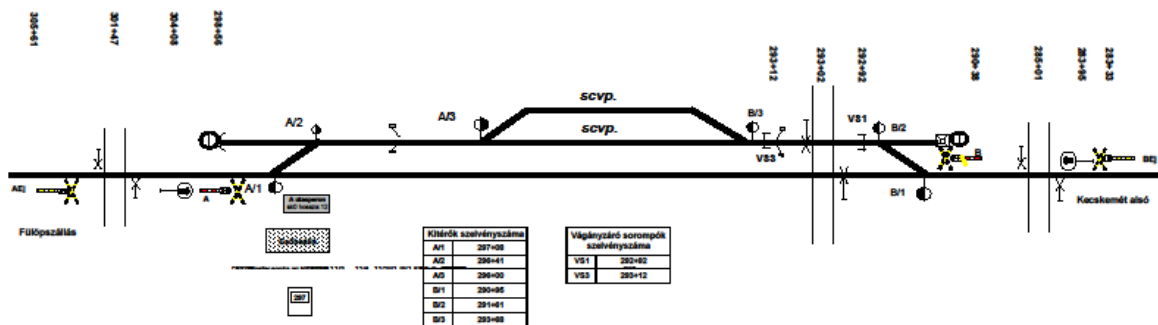 305+61
301+47
304+08
298+56
293+12
293+02
292+92
290+38
285+01
283+95
283+33
scvp.
scvp.
A/2
A/3
B/3
VS1
B/2
VS3
B
AEj
A
A/1
B/1
BEj
Fülöpszállás
Kecskemét alsó
297
Kitérők szelvényszáma
A/1 297+08
A/2 296+41
A/3 296+00
B/1 290+95
B/2 291+61
B/3 293+68
Vágányzáró sorompók
szelvényszáma
VS1 292+92
VS3 293+12